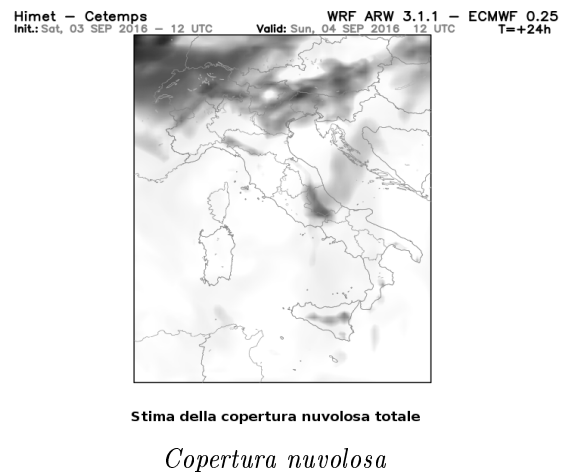 Himet – Cetemps WRF ARW 3.1.1 – ECMWF 0.25
Init.: Sat, 03 SEP 2016 – 12 UTC Valid: Sun, 04 SEP 2016 12 UTC T=+24h
Stima della copertura nuvolosa totale
Copertura nuvolosa